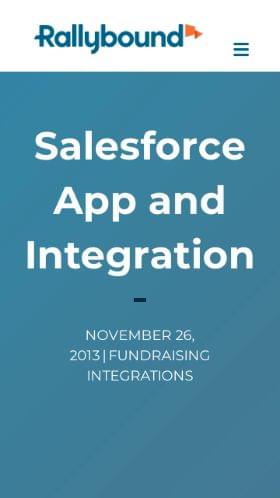 Rallybound
Salesforce
App and
Integration
NOVEMBER 26,
2013|FUNDRAISING
INTEGRATIONS